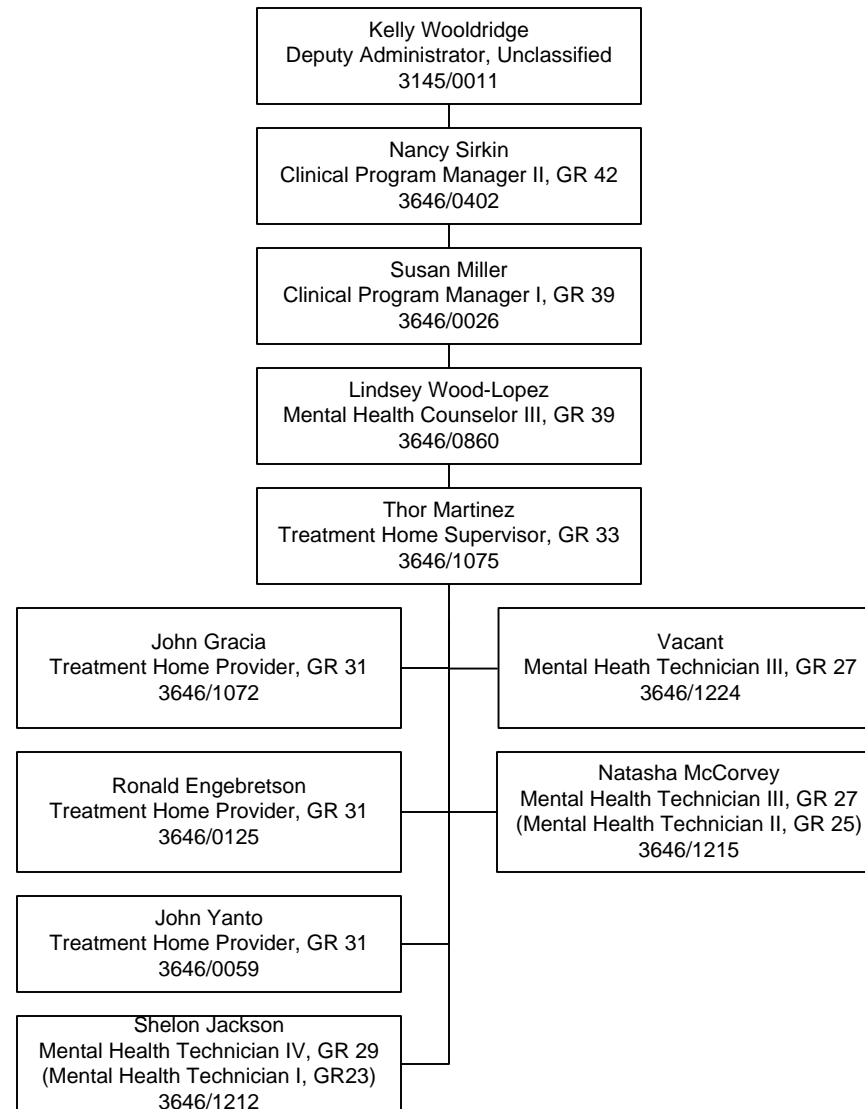 Kelly Wooldridge
Deputy Administrator, Unclassified
3145/0011
Nancy Sirkin
Clinical Program Manager II, GR 42
3646/0402
Susan Miller
Clinical Program Manager I, GR 39
3646/0026
Lindsey Wood-Lopez
Mental Health Counselor III, GR 39
3646/0860
Thor Martinez
Treatment Home Supervisor, GR 33
3646/1075
John Gracia
Treatment Home Provider, GR 31
3646/1072
Vacant
Mental Heath Technician III, GR 27
3646/1224
Ronald Engebretson
Treatment Home Provider, GR 31
3646/0125
Natasha McCorvey
Mental Health Technician III, GR 27
(Mental Health Technician II, GR 25)
3646/1215
John Yanto
Treatment Home Provider, GR 31
3646/0059
Shelon Jackson
Mental Health Technician IV, GR 29
(Mental Health Technician I, GR23)
3646/1212